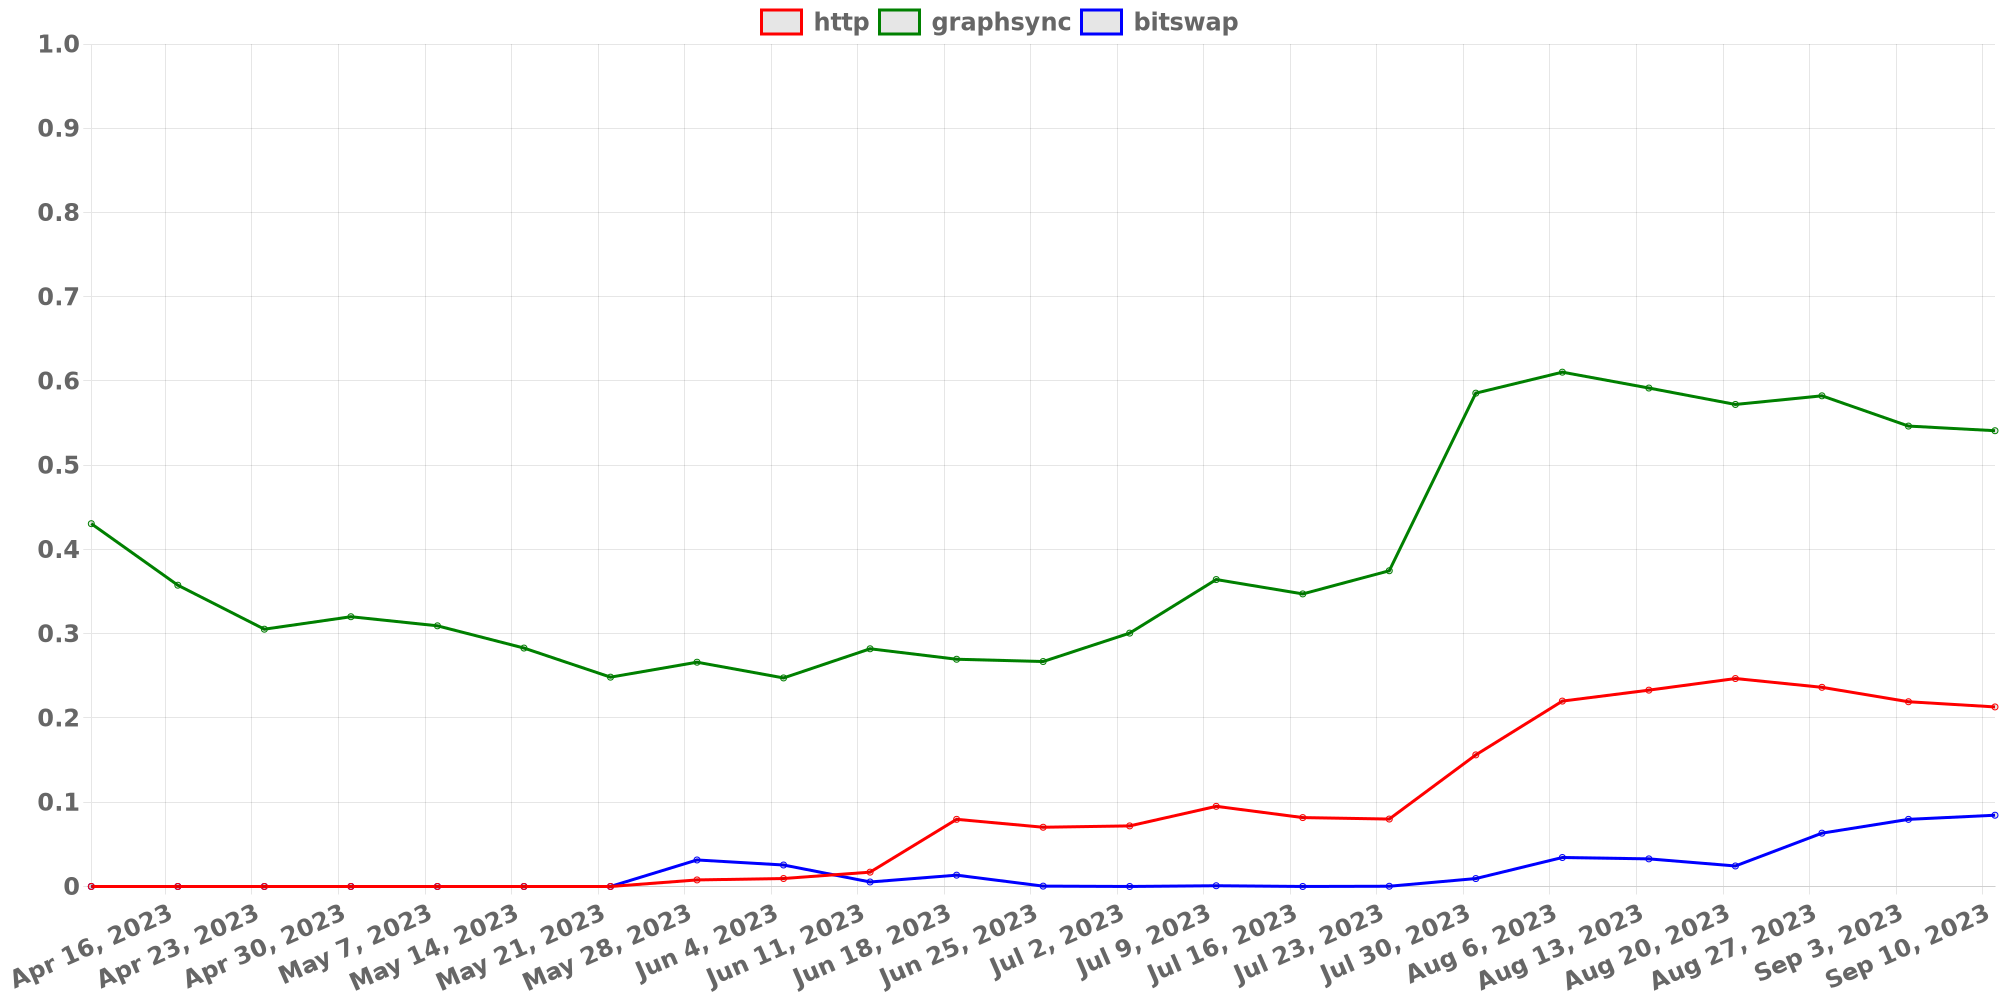 http graphsync bitswap
1.0
0.9
0.8
0.7
0.6
0.5
0.4
0.3
0.2
0.1
0
Apr 16, 2023
Apr 23, 2023
Apr 30, 2023
May 7, 2023
May 14, 2023
May 21, 2023
May 28, 2023
Jun 4, 2023
Jun 11, 2023
Jun 18, 2023
Jun 25, 2023
Jul 2, 2023
Jul 9, 2023
Jul 16, 2023
Jul 23, 2023
Jul 30, 2023
Aug 6, 2023
Aug 13, 2023
Aug 20, 2023
Aug 27, 2023
Sep 3, 2023
Sep 10, 2023